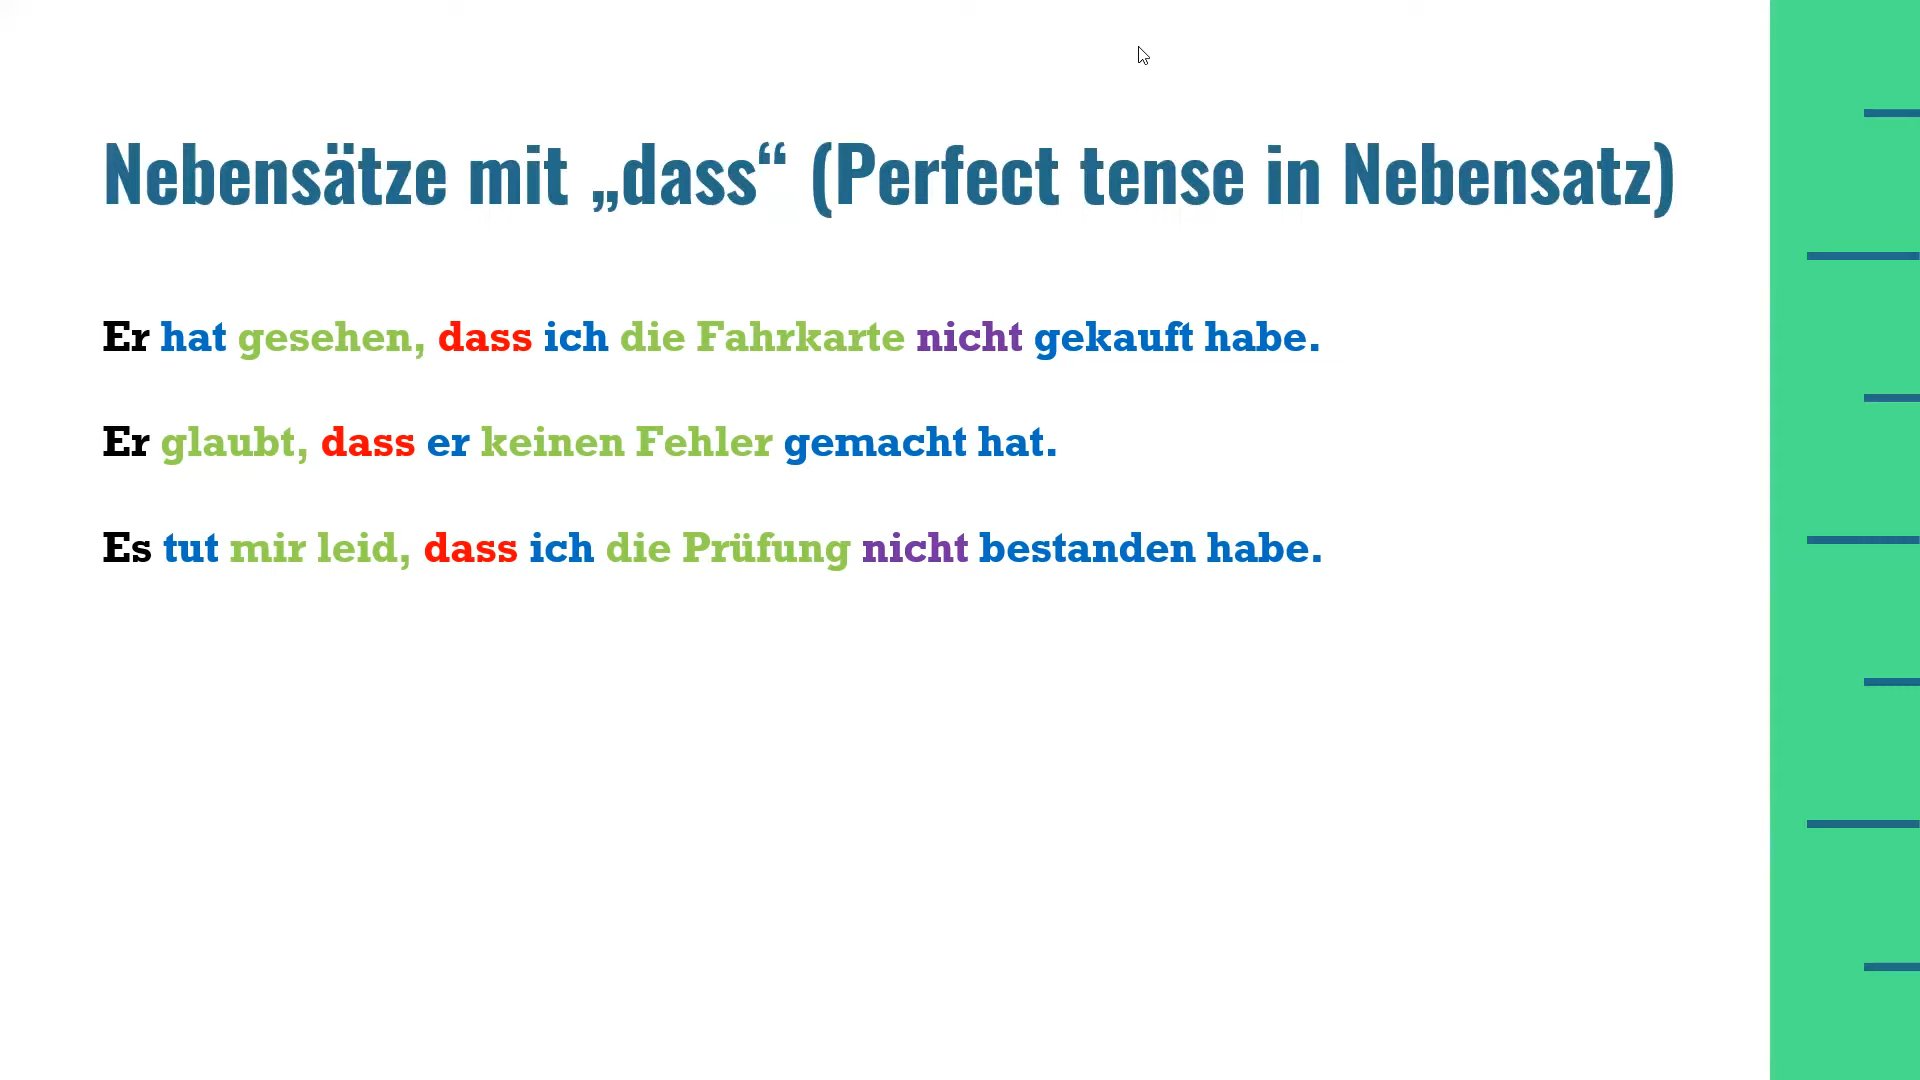 Nebensätze mit „dass“ (Perfect tense in Nebensatz)
Er hat gesehen, dass ich die Fahrkarte nicht gekauft habe.
Er glaubt, dass er keinen Fehler gemacht hat.
Es tut mir leid, dass ich die Prüfung nicht bestanden habe.